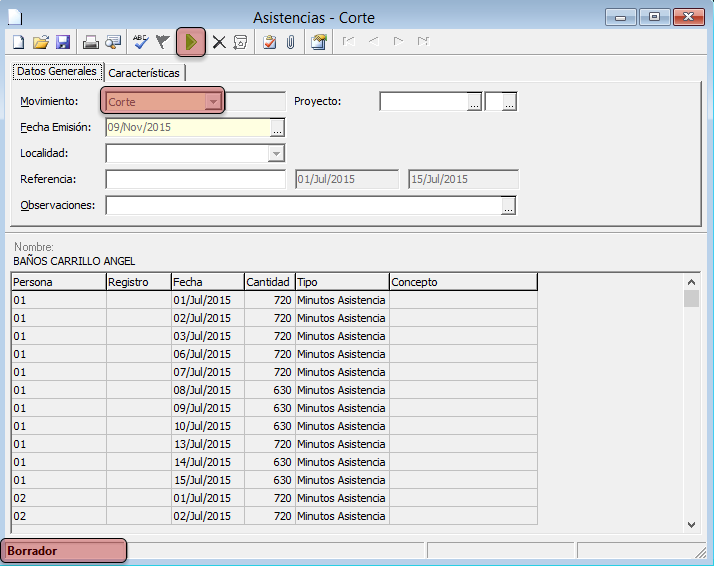 Asistencias - Corte
ABC
Datos Generales Características
Movimiento: Corte Proyecto: ... ...
Fecha Emisión: 09/Nov/2015 ...
Localidad:
Referencia: 01/Jul/2015 15/Jul/2015
Observaciones: ...
Nombre:
BAÑOS CARRILLO ANGEL
Persona Registro Fecha Cantidad Tipo Concepto
01 01/Jul/2015 720 Minutos Asistencia
01 02/Jul/2015 720 Minutos Asistencia
01 03/Jul/2015 720 Minutos Asistencia
01 06/Jul/2015 720 Minutos Asistencia
01 07/Jul/2015 720 Minutos Asistencia
01 08/Jul/2015 630 Minutos Asistencia
01 09/Jul/2015 630 Minutos Asistencia
01 10/Jul/2015 630 Minutos Asistencia
01 13/Jul/2015 720 Minutos Asistencia
01 14/Jul/2015 630 Minutos Asistencia
01 15/Jul/2015 630 Minutos Asistencia
02 01/Jul/2015 720 Minutos Asistencia
02 02/Jul/2015 720 Minutos Asistencia
Borrador